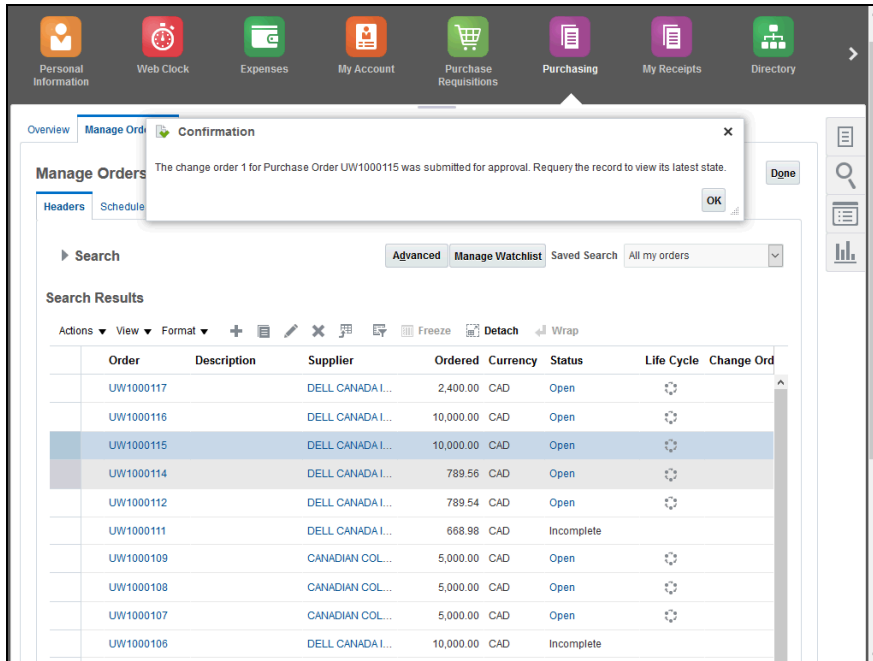 Personal Information
Web Clock
Expenses
My Account
Purchase Requisitions
Purchasing
My Receipts
Directory
Overview
Manage Orde
Confirmation
The change order 1 for Purchase Order UW1000115 was submitted for approval. Requery the record to view its latest state.
OK
Manage Orders
Done
Headers Schedule
Search
Advanced Manage Watchlist Saved Search All my orders
Search Results
Actions View Format Freeze Detach Wrap
Order Description Supplier Ordered Currency Status Life Cycle Change Ord
UW1000117 DELL CANADA I... 2,400.00 CAD Open
UW1000116 DELL CANADA I... 10,000.00 CAD Open
UW1000115 DELL CANADA I... 10,000.00 CAD Open
UW1000114 DELL CANADA I... 789.56 CAD Open
UW1000112 DELL CANADA I... 789.54 CAD Open
UW1000111 DELL CANADA I... 668.98 CAD Incomplete
UW1000109 CANADIAN COL... 5,000.00 CAD Open
UW1000108 CANADIAN COL... 5,000.00 CAD Open
UW1000107 CANADIAN COL... 5,000.00 CAD Open
UW1000106 DELL CANADA I... 10,000.00 CAD Incomplete